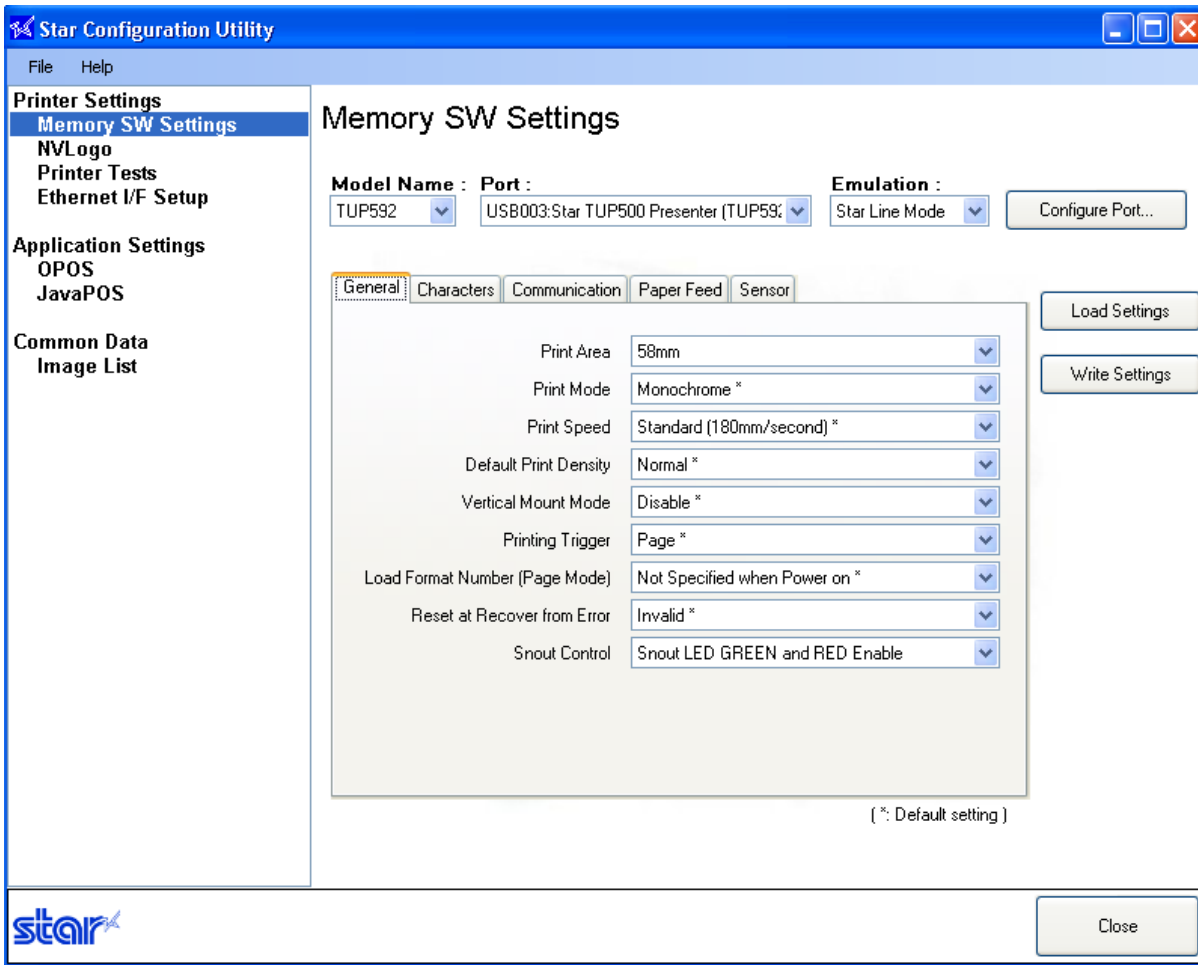 Star Configuration Utility
File Help
Printer Settings
Memory SW Settings
NVLogo
Printer Tests
Ethernet I/F Setup
Application Settings
OPOS
JavaPOS
Common Data
Image List
Memory SW Settings
Model Name : Port : Emulation :
TUP592 USB003:Star TUP500 Presenter (TUP592 Star Line Mode Configure Port...
General Characters Communication Paper Feed Sensor
Load Settings
Write Settings
Print Area 58mm
Print Mode Monochrome *
Print Speed Standard (180mm/second) *
Default Print Density Normal *
Vertical Mount Mode Disable *
Printing Trigger Page *
Load Format Number (Page Mode) Not Specified when Power on *
Reset at Recover from Error Invalid *
Snout Control Snout LED GREEN and RED Enable
( *: Default setting )
star
Close